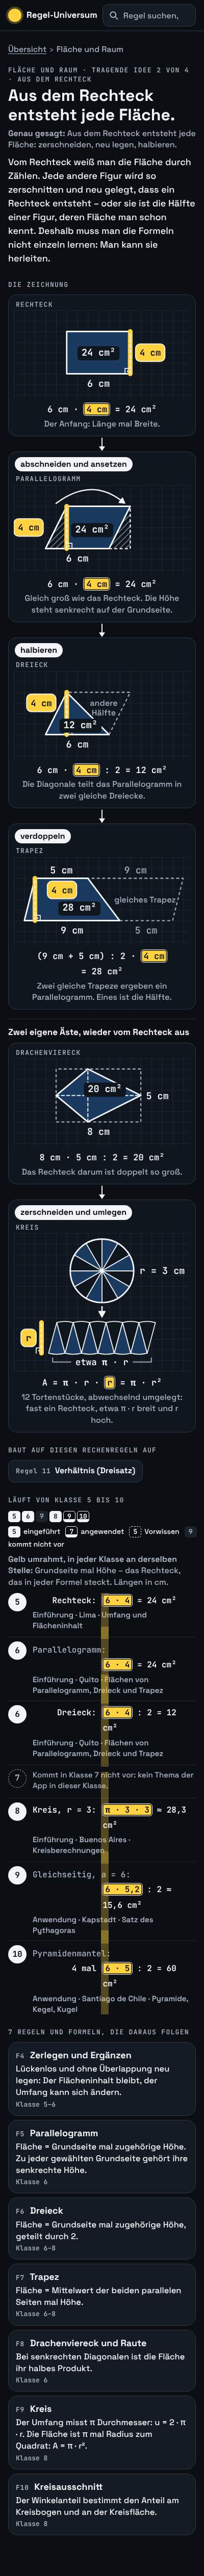 Regel-Universum
Regel suchen,
Übersicht › Fläche und Raum
FLÄCHE UND RAUM · TRAGENDE IDEE 2 VON 4
· AUS DEM RECHTECK
Aus dem Rechteck
entsteht jede Fläche.
Genau gesagt: Aus dem Rechteck entsteht jede
Fläche: zerschneiden, neu legen, halbieren.
Vom Rechteck weiß man die Fläche durch
Zählen. Jede andere Figur wird so
zerschnitten und neu gelegt, dass ein
Rechteck entsteht – oder sie ist die Hälfte
einer Figur, deren Fläche man schon
kennt. Deshalb muss man die Formeln
nicht einzeln lernen: Man kann sie
herleiten.
DIE ZEICHNUNG
RECHTECK
24 cm²
4 cm
6 cm
6 cm · 4 cm = 24 cm²
Der Anfang: Länge mal Breite.
abschneiden und ansetzen
PARALLELOGRAMM
4 cm
24 cm²
6 cm
6 cm · 4 cm = 24 cm²
Gleich groß wie das Rechteck. Die Höhe
steht senkrecht auf der Grundseite.
halbieren
DREIECK
4 cm
andere
Hälfte
12 cm²
6 cm
6 cm · 4 cm : 2 = 12 cm²
Die Diagonale teilt das Parallelogramm in
zwei gleiche Dreiecke.
verdoppeln
TRAPEZ
5 cm
9 cm
4 cm
gleiches Trapez
28 cm²
9 cm
5 cm
(9 cm + 5 cm) : 2 · 4 cm
= 28 cm²
Zwei gleiche Trapeze ergeben ein
Parallelogramm. Eines ist die Hälfte.
Zwei eigene Äste, wieder vom Rechteck aus
DRACHENVIERECK
20 cm²
5 cm
8 cm
8 cm · 5 cm : 2 = 20 cm²
Das Rechteck darum ist doppelt so groß.
zerschneiden und umlegen
KREIS
r = 3 cm
r
etwa π · r
A = π · r · r = π · r²
12 Tortenstücke, abwechselnd umgelegt:
fast ein Rechteck, etwa π · r breit und r
hoch.
BAUT AUF DIESEN RECHENREGELN AUF
Regel 11 Verhältnis (Dreisatz)
LÄUFT VON KLASSE 5 BIS 10
5 6 7 8 9 10
5 eingeführt 7 angewendet 5 Vorwissen 9
kommt nicht vor
Gelb umrahmt, in jeder Klasse an derselben
Stelle: Grundseite mal Höhe – das Rechteck,
das in jeder Formel steckt. Längen in cm.
5 Rechteck: 6 · 4 = 24 cm²
Einführung · Lima · Umfang und
Flächeninhalt
6 Parallelogramm:
6 · 4 = 24 cm²
Einführung · Quito · Flächen von
Parallelogramm, Dreieck und Trapez
6 Dreieck: 6 · 4 : 2 = 12
cm²
Einführung · Quito · Flächen von
Parallelogramm, Dreieck und Trapez
7 Kommt in Klasse 7 nicht vor: kein Thema der
App in dieser Klasse.
8 Kreis, r = 3: π · 3 · 3 ≈ 28,3
cm²
Einführung · Buenos Aires ·
Kreisberechnungen
9 Gleichseitig, a = 6:
6 · 5,2 : 2 ≈
15,6 cm²
Anwendung · Kapstadt · Satz des
Pythagoras
10 Pyramidenmantel:
4 mal 6 · 5 : 2 = 60
cm²
Anwendung · Santiago de Chile · Pyramide,
Kegel, Kugel
7 REGELN UND FORMELN, DIE DARAUS FOLGEN
F4 Zerlegen und Ergänzen
Lückenlos und ohne Überlappung neu
legen: Der Flächeninhalt bleibt, der
Umfang kann sich ändern.
Klasse 5–6
F5 Parallelogramm
Fläche = Grundseite mal zugehörige Höhe.
Zu jeder gewählten Grundseite gehört ihre
senkrechte Höhe.
Klasse 6
F6 Dreieck
Fläche = Grundseite mal zugehörige Höhe,
geteilt durch 2.
Klasse 6–8
F7 Trapez
Fläche = Mittelwert der beiden parallelen
Seiten mal Höhe.
Klasse 6–8
F8 Drachenviereck und Raute
Bei senkrechten Diagonalen ist die Fläche
ihr halbes Produkt.
Klasse 6
F9 Kreis
Der Umfang misst π Durchmesser: u = 2 · π
· r. Die Fläche ist π mal Radius zum
Quadrat: A = π · r².
Klasse 8
F10 Kreisausschnitt
Der Winkelanteil bestimmt den Anteil am
Kreisbogen und an der Kreisfläche.
Klasse 8